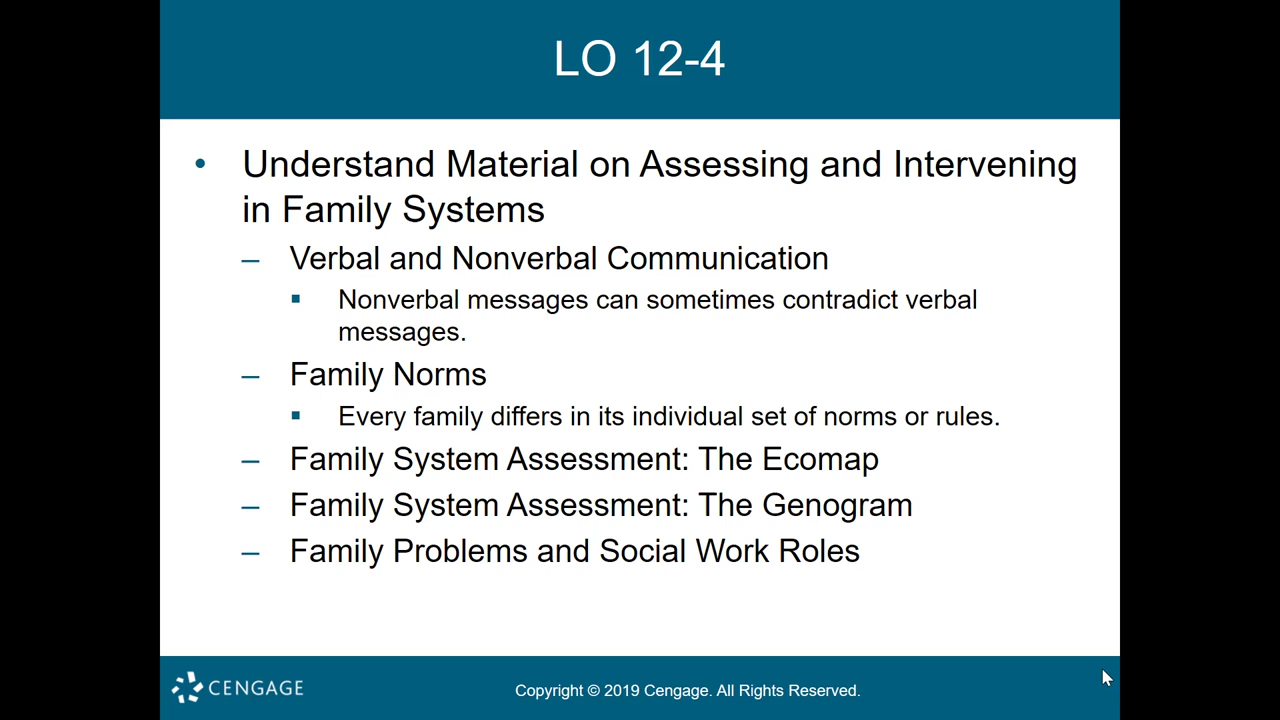 LO 12-4
• Understand Material on Assessing and Intervening
in Family Systems
– Verbal and Nonverbal Communication
▪ Nonverbal messages can sometimes contradict verbal
messages.
– Family Norms
▪ Every family differs in its individual set of norms or rules.
– Family System Assessment: The Ecomap
– Family System Assessment: The Genogram
– Family Problems and Social Work Roles
CENGAGE
Copyright © 2019 Cengage. All Rights Reserved.